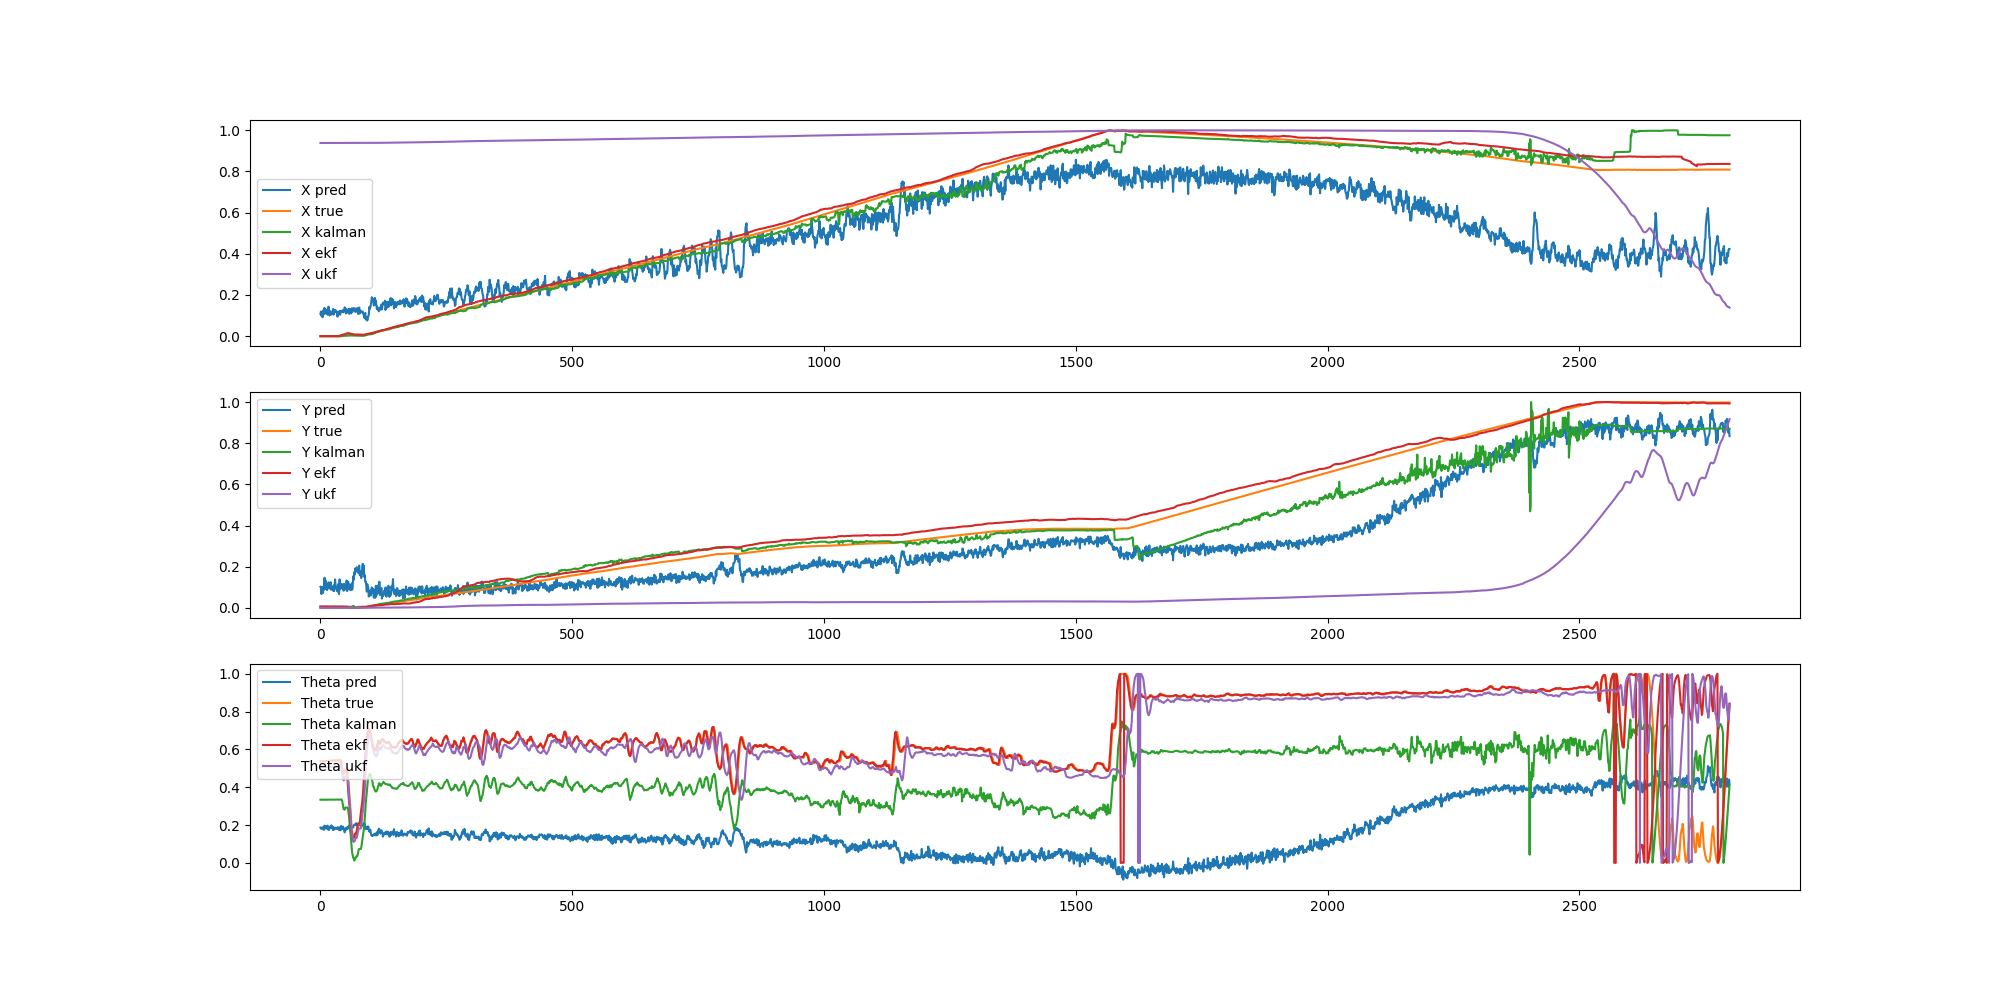 1.0
0.8
0.6
0.4
0.2
0.0
X pred
X true
X kalman
X ekf
X ukf
0 500 1000 1500 2000 2500
1.0
0.8
0.6
0.4
0.2
0.0
Y pred
Y true
Y kalman
Y ekf
Y ukf
0 500 1000 1500 2000 2500
1.0
0.8
0.6
0.4
0.2
0.0
Theta pred
Theta true
Theta kalman
Theta ekf
Theta ukf
0 500 1000 1500 2000 2500